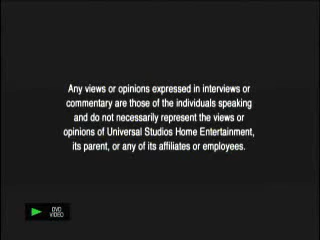 Any views or opinions expressed in interviews or
commentary are those of the individuals speaking
and do not necessarily represent the views or
opinions of Universal Studios Home Entertainment,
its parent, or any of its affiliates or employees.
DVD
VIDEO